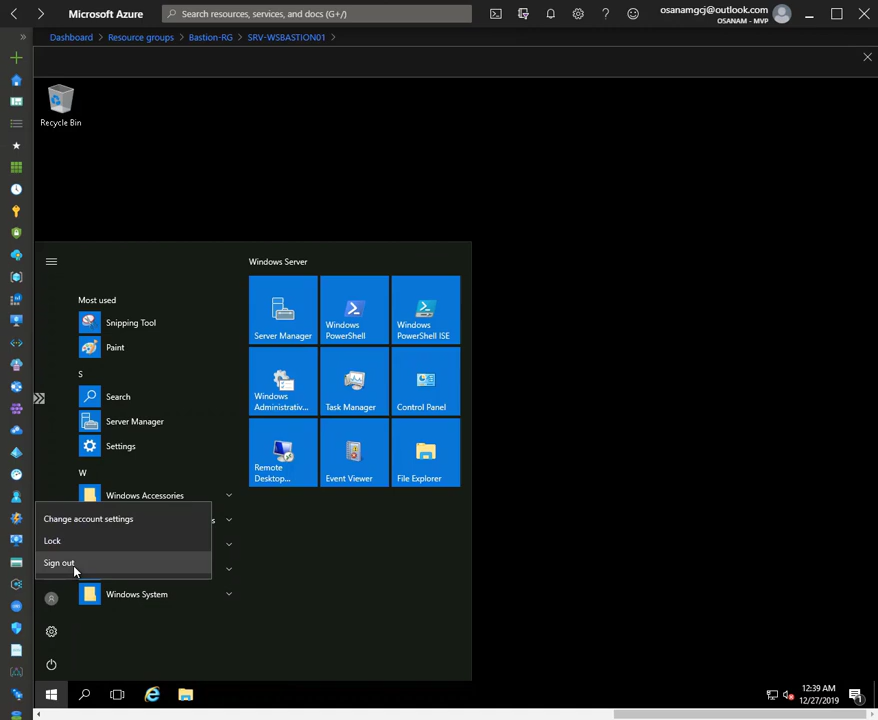 Microsoft Azure
Search resources, services, and docs (G+/)
osanamgcj@outlook.com
OSANAM - MVP
Dashboard
Resource groups
Bastion-RG
SRV-WSBASTION01
Recycle Bin
Windows Server
Most used
Snipping Tool
Paint
S
Search
Server Manager
Settings
W
Windows Accessories
s
Windows System
Server Manager
Windows
PowerShell
Windows
PowerShell ISE
Windows
Administrativ...
Task Manager
Control Panel
Remote
Desktop...
Event Viewer
File Explorer
Change account settings
Lock
Sign out
12:39 AM
12/27/2019
1